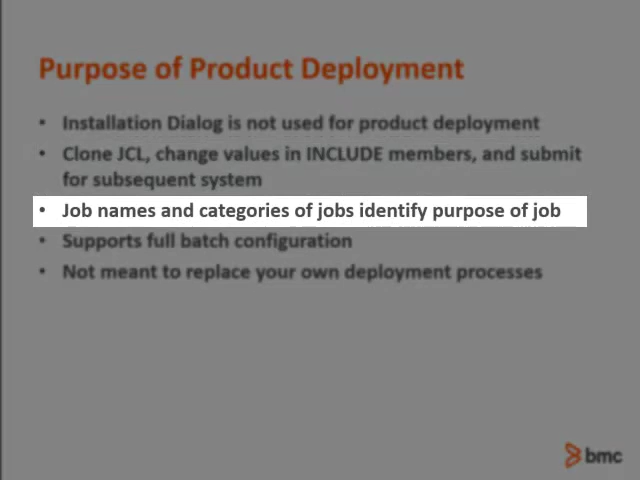 Purpose of Product Deployment
• Installation Dialog is not used for product deployment
• Clone JCL, change values in INCLUDE members, and submit
for subsequent system
• Job names and categories of jobs identify purpose of job
• Supports full batch configuration
• Not meant to replace your own deployment processes
bmc